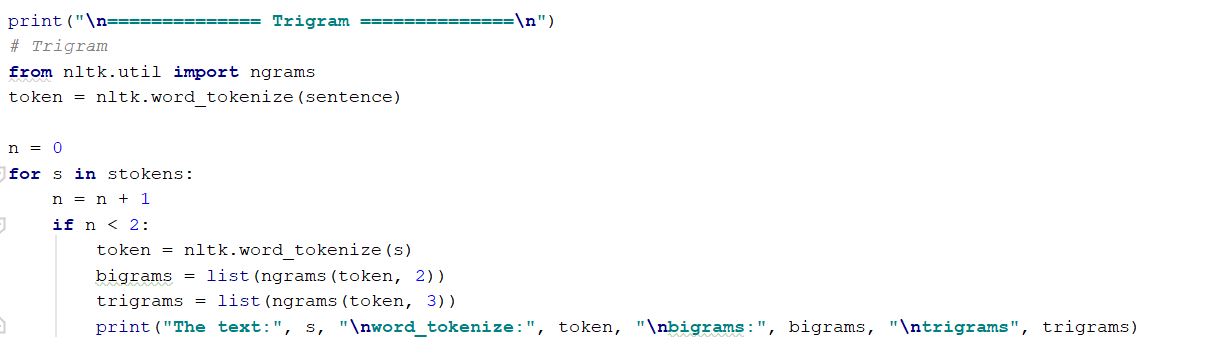 print("\n============== Trigram ==============\n")
# Trigram
from nltk.util import ngrams
token = nltk.word_tokenize(sentence)

n = 0
for s in stokens:
    n = n + 1
    if n < 2:
        token = nltk.word_tokenize(s)
        bigrams = list(ngrams(token, 2))
        trigrams = list(ngrams(token, 3))
        print("The text:", s, "\nword_tokenize:", token, "\nbigrams:", bigrams, "\ntrigrams", trigrams)